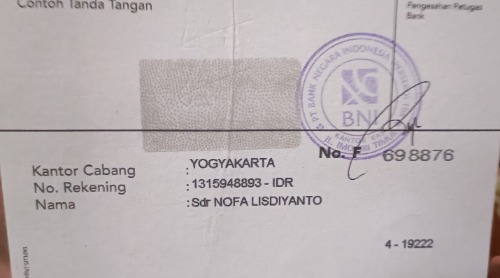 Contoh Tanda Tangan
Pengesahan Petugas
Bank
PT BANK NEGARA INDONESIA
BNI
KANTOR
Kantor Cabang : YOGYAKARTA
No. F 698876
No. Rekening : 1315948893 - IDR
Nama : Sdr NOFA LISDIYANTO
4 - 19222